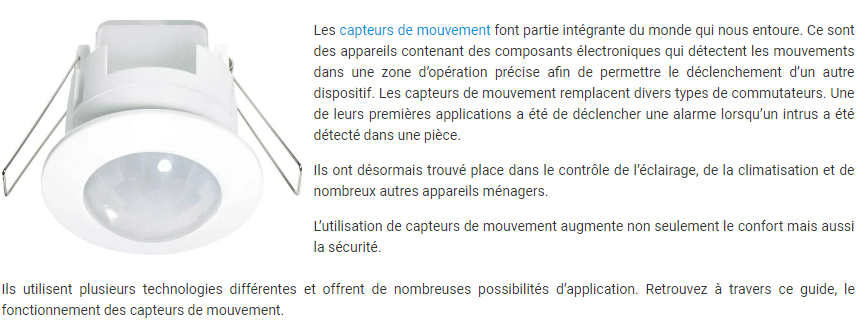 Les capteurs de mouvement font partie intégrante du monde qui nous entoure. Ce sont
des appareils contenant des composants électroniques qui détectent les mouvements
dans une zone d’opération précise afin de permettre le déclenchement d’un autre
dispositif. Les capteurs de mouvement remplacent divers types de commutateurs. Une
de leurs premières applications a été de déclencher une alarme lorsqu’un intrus a été
détecté dans une pièce.
Ils ont désormais trouvé place dans le contrôle de l’éclairage, de la climatisation et de
nombreux autres appareils ménagers.
L’utilisation de capteurs de mouvement augmente non seulement le confort mais aussi
la sécurité.
Ils utilisent plusieurs technologies différentes et offrent de nombreuses possibilités d’application. Retrouvez à travers ce guide, le
fonctionnement des capteurs de mouvement.